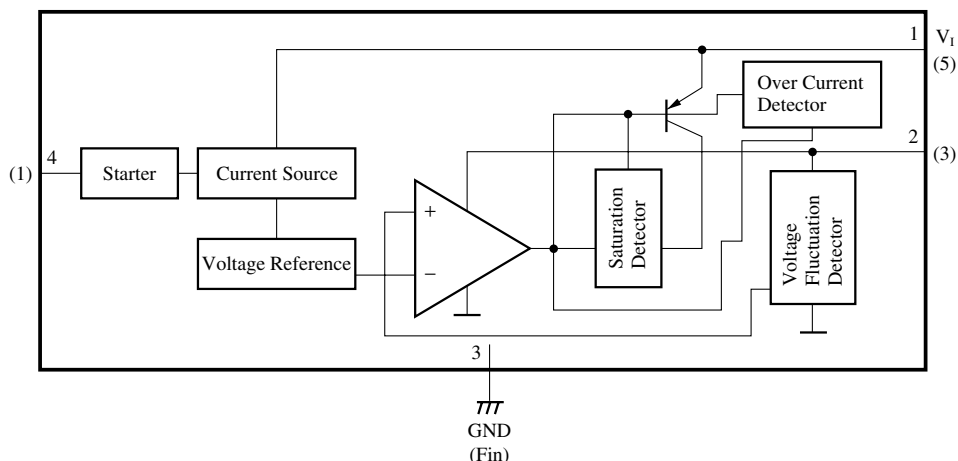 1
V_I
(5)
Over Current
Detector
2
(3)
4
(1)
Starter
Current Source
+
Saturation
Detector
Voltage
Fluctuation
Detector
Voltage Reference
−
3
GND
(Fin)